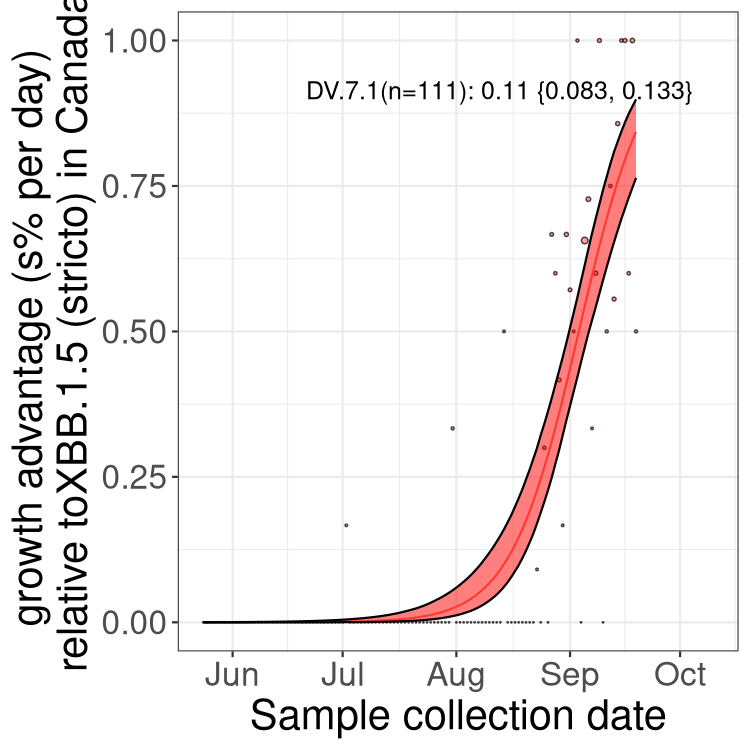 growth advantage (s% per day)
relative toXBB.1.5 (stricto) in Canada
1.00
0.75
0.50
0.25
0.00
DV.7.1(n=111): 0.11 {0.083, 0.133}
Jun Jul Aug Sep Oct
Sample collection date